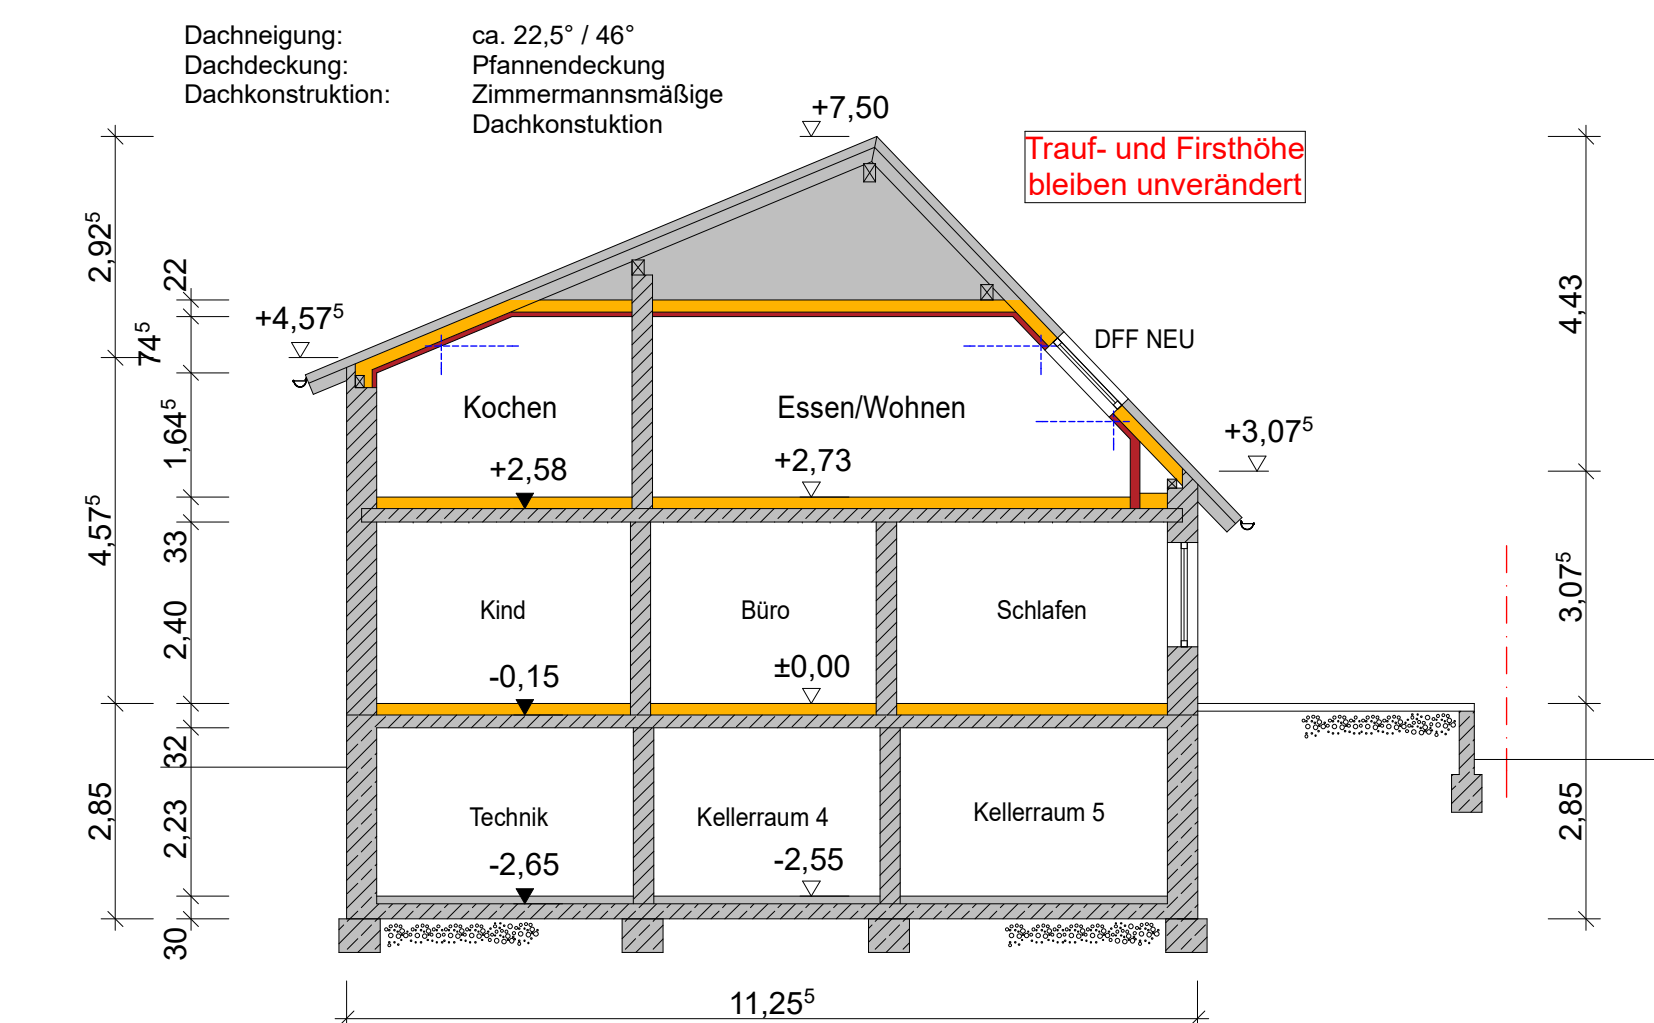 Dachneigung: ca. 22,5° / 46°
Dachdeckung: Pfannendeckung
Dachkonstruktion: Zimmermannsmäßige
Dachkonstuktion
+7,50
Trauf- und Firsthöhe
bleiben unverändert
2,92⁵
22
74⁵
+4,57⁵
4,43
DFF NEU
Kochen
Essen/Wohnen
1,64⁵
+3,07⁵
+2,58
+2,73
4,57⁵
33
2,40
Kind
Büro
Schlafen
3,07⁵
-0,15
±0,00
32
2,85
2,23
Technik
Kellerraum 4
Kellerraum 5
2,85
-2,65
-2,55
30
11,25⁵